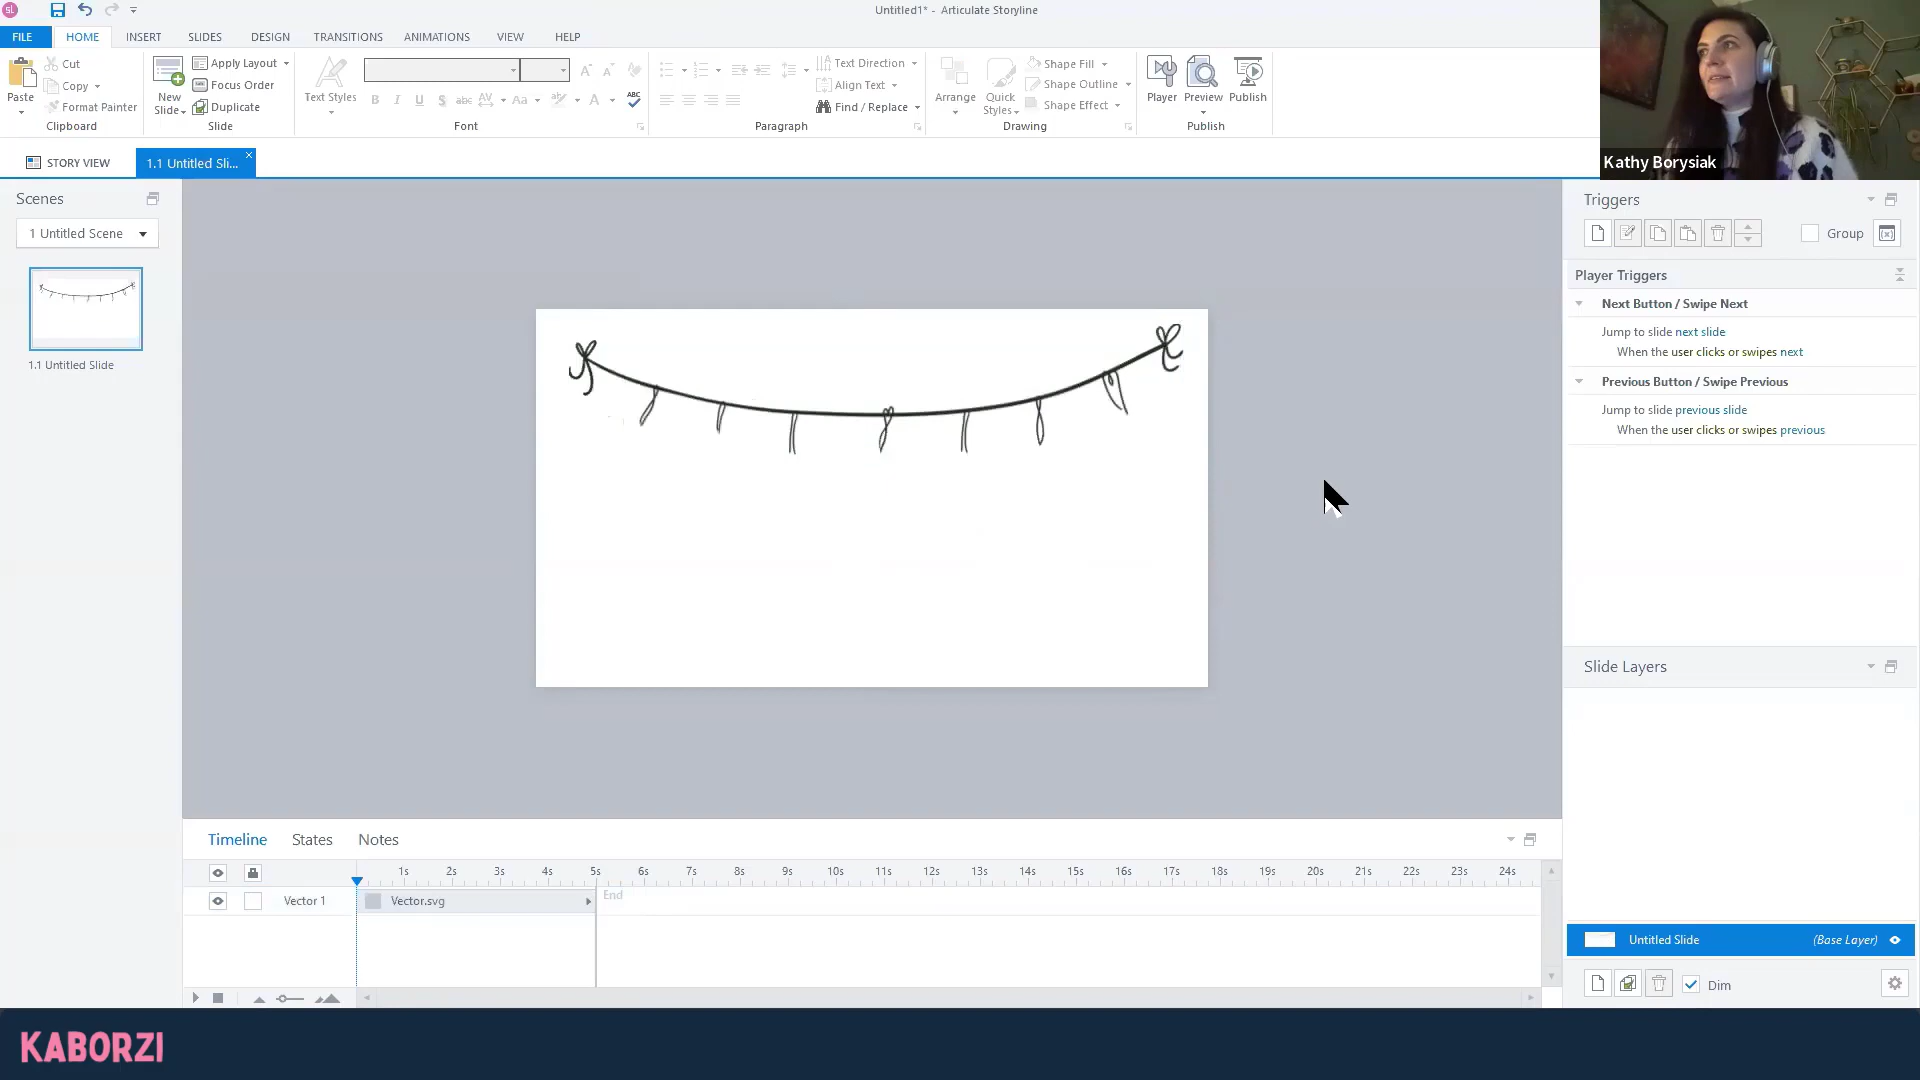 sl
Untitled1* - Articulate Storyline
FILE HOME INSERT SLIDES DESIGN TRANSITIONS ANIMATIONS VIEW HELP
Paste
Cut
Copy
Format Painter
Clipboard
New
Slide
Apply Layout
Focus Order
Duplicate
Slide
Text Styles
B I U S abc AV Aa ab A ABC
A A
Font
Text Direction
Align Text
Find / Replace
Paragraph
Arrange
Quick
Styles
Shape Fill
Shape Outline
Shape Effect
Drawing
Player
Preview
Publish
Publish
Kathy Borysiak
STORY VIEW
1.1 Untitled Sli...
Scenes
1 Untitled Scene
1.1 Untitled Slide
Triggers
Group
Player Triggers
Next Button / Swipe Next
Jump to slide next slide
When the user clicks or swipes next
Previous Button / Swipe Previous
Jump to slide previous slide
When the user clicks or swipes previous
Slide Layers
Untitled Slide (Base Layer)
Dim
Timeline States Notes
1s 2s 3s 4s 5s 6s 7s 8s 9s 10s 11s 12s 13s 14s 15s 16s 17s 18s 19s 20s 21s 22s 23s 24s
Vector 1 Vector.svg End
KABORZI